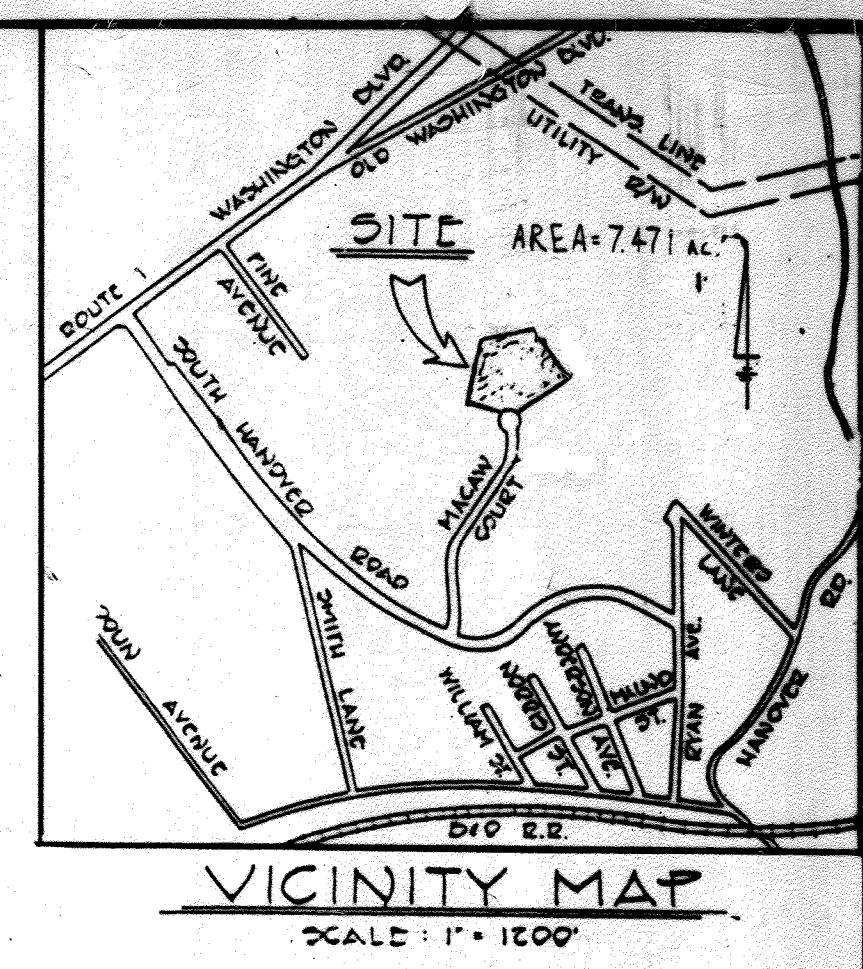 WASHINGTON BLVD.
OLD WASHINGTON BLVD.
TRANS. LINE
UTILITY R/W
ROUTE 1
PINE
AVENUE
SITE
AREA= 7.471 AC.
SOUTH HANOVER ROAD
MACAW
COURT
WINTERS
LANE
HANOVER RD.
SMITH LANE
AVENUE
WILLIAM ST.
NORRIS ST.
ANDERSON AVE.
ST.
RYAN AVE.
B&O R.R.
VICINITY MAP
SCALE : 1" = 1200'